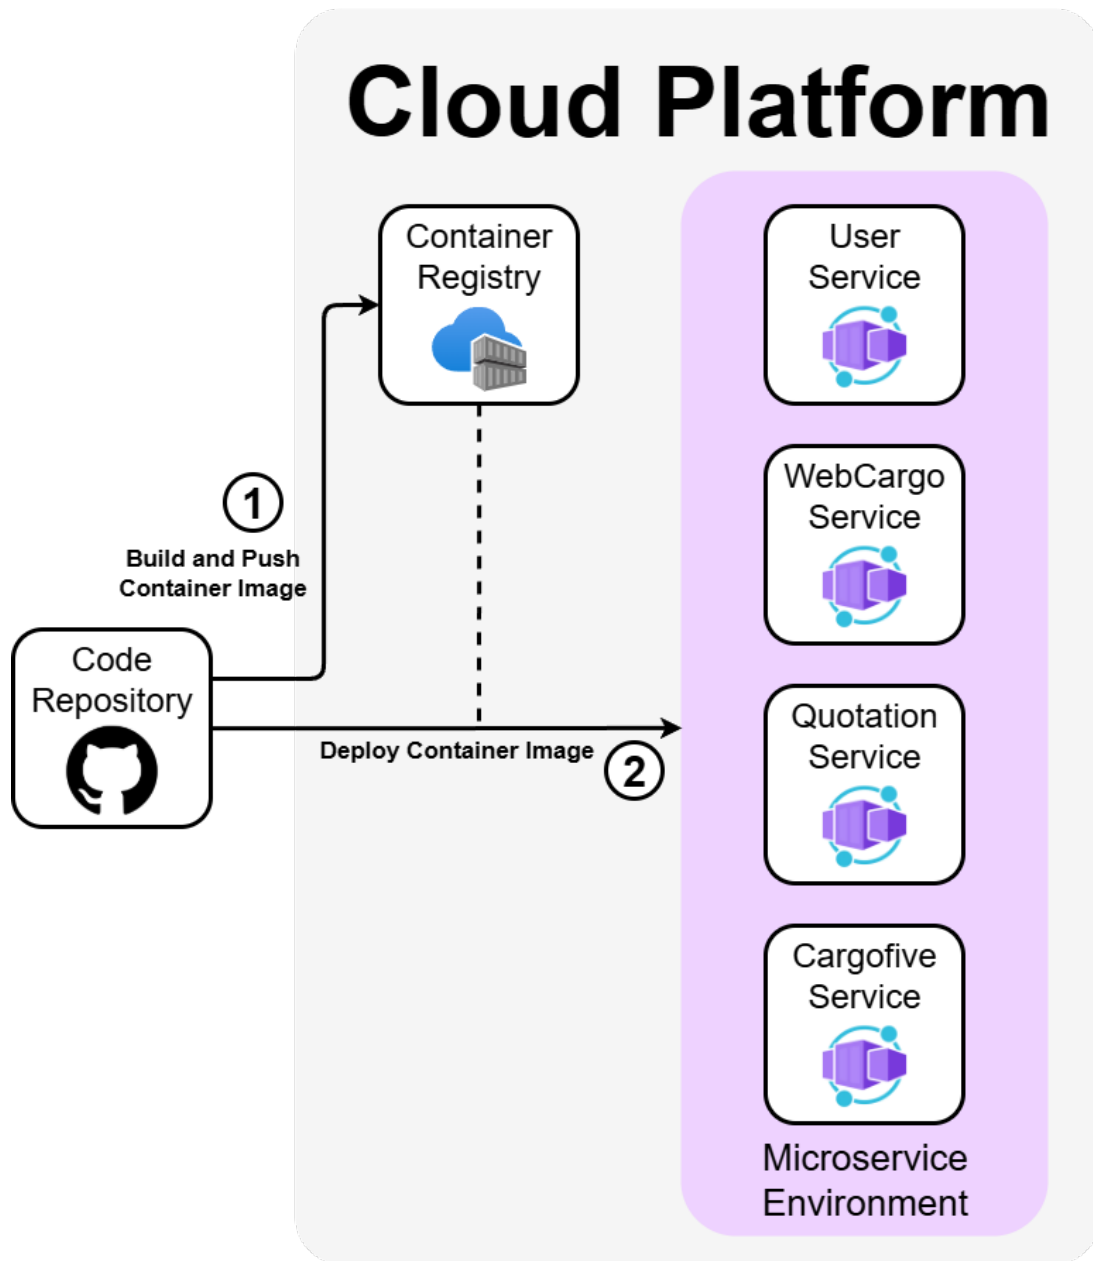 Cloud Platform
Container
Registry
User
Service
WebCargo
Service
1
Build and Push
Container Image
Code
Repository
Deploy Container Image
2
Quotation
Service
Cargofive
Service
Microservice
Environment